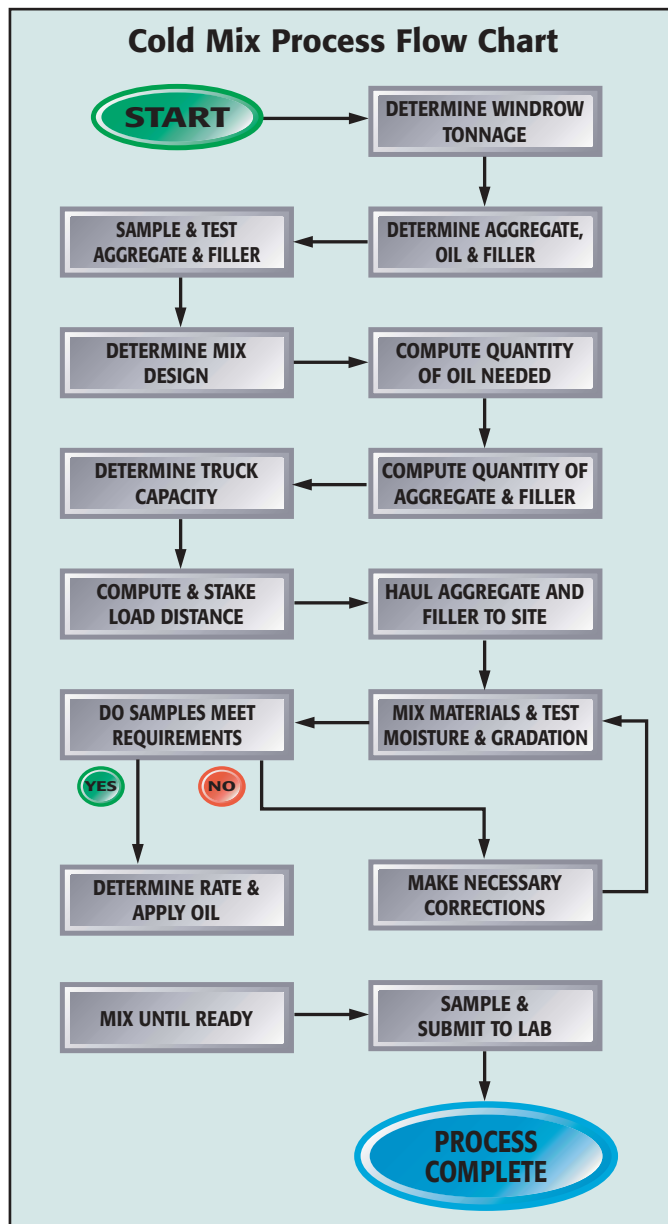 Cold Mix Process Flow Chart
START
DETERMINE WINDROW
TONNAGE
DETERMINE AGGREGATE,
OIL & FILLER
SAMPLE & TEST
AGGREGATE & FILLER
DETERMINE MIX
DESIGN
COMPUTE QUANTITY
OF OIL NEEDED
COMPUTE QUANTITY OF
AGGREGATE & FILLER
DETERMINE TRUCK
CAPACITY
COMPUTE & STAKE
LOAD DISTANCE
HAUL AGGREGATE AND
FILLER TO SITE
MIX MATERIALS & TEST
MOISTURE & GRADATION
DO SAMPLES MEET
REQUIREMENTS
YES
NO
DETERMINE RATE &
APPLY OIL
MAKE NECESSARY
CORRECTIONS
MIX UNTIL READY
SAMPLE &
SUBMIT TO LAB
PROCESS
COMPLETE